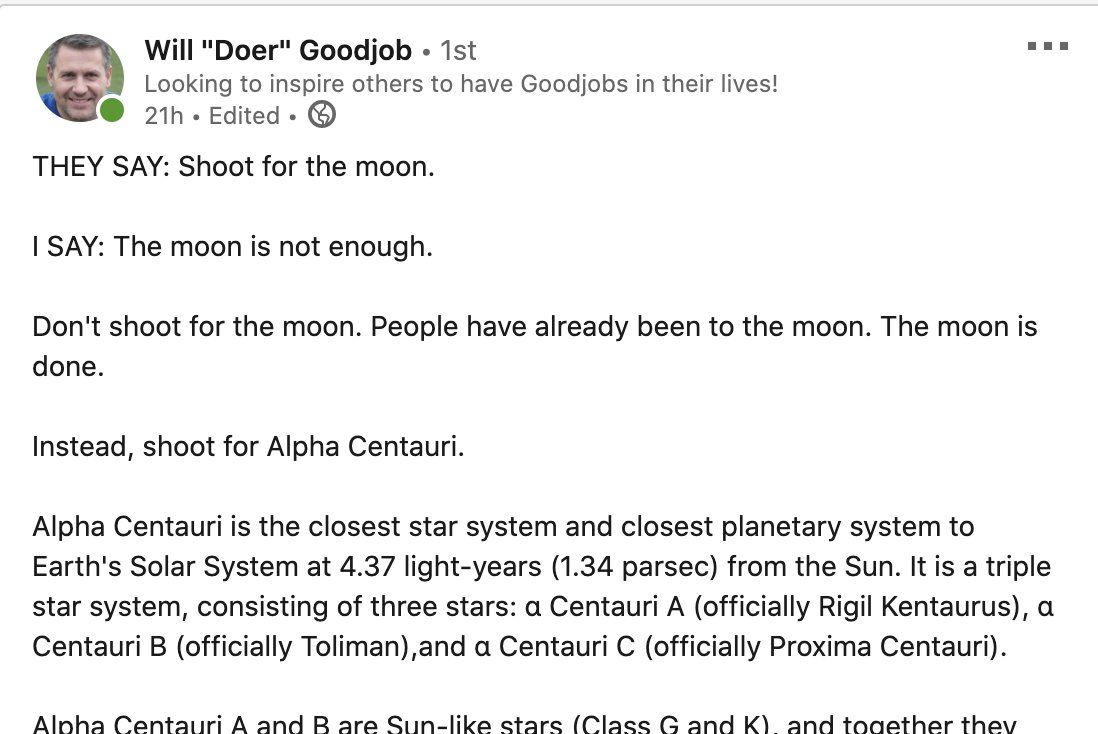 Will "Doer" Goodjob • 1st
Looking to inspire others to have Goodjobs in their lives!
21h • Edited •
THEY SAY: Shoot for the moon.
I SAY: The moon is not enough.
Don't shoot for the moon. People have already been to the moon. The moon is
done.
Instead, shoot for Alpha Centauri.
Alpha Centauri is the closest star system and closest planetary system to
Earth's Solar System at 4.37 light-years (1.34 parsec) from the Sun. It is a triple
star system, consisting of three stars: α Centauri A (officially Rigil Kentaurus), α
Centauri B (officially Toliman),and α Centauri C (officially Proxima Centauri).
Alpha Centauri A and B are Sun-like stars (Class G and K), and together they